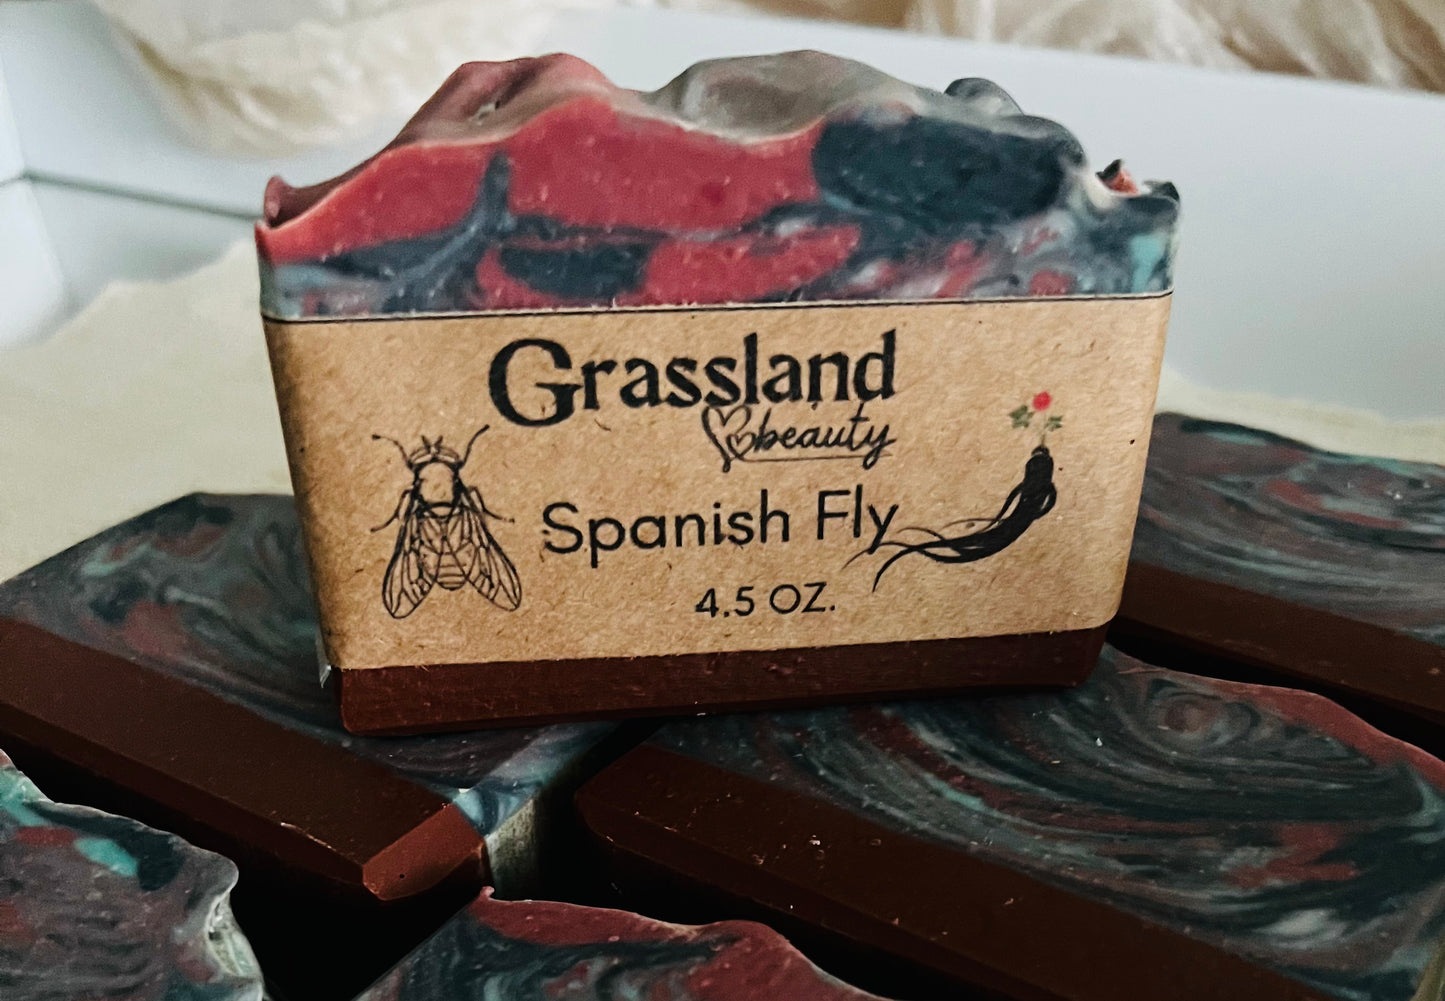 Grassland
beauty
Spanish Fly
4.5 OZ.